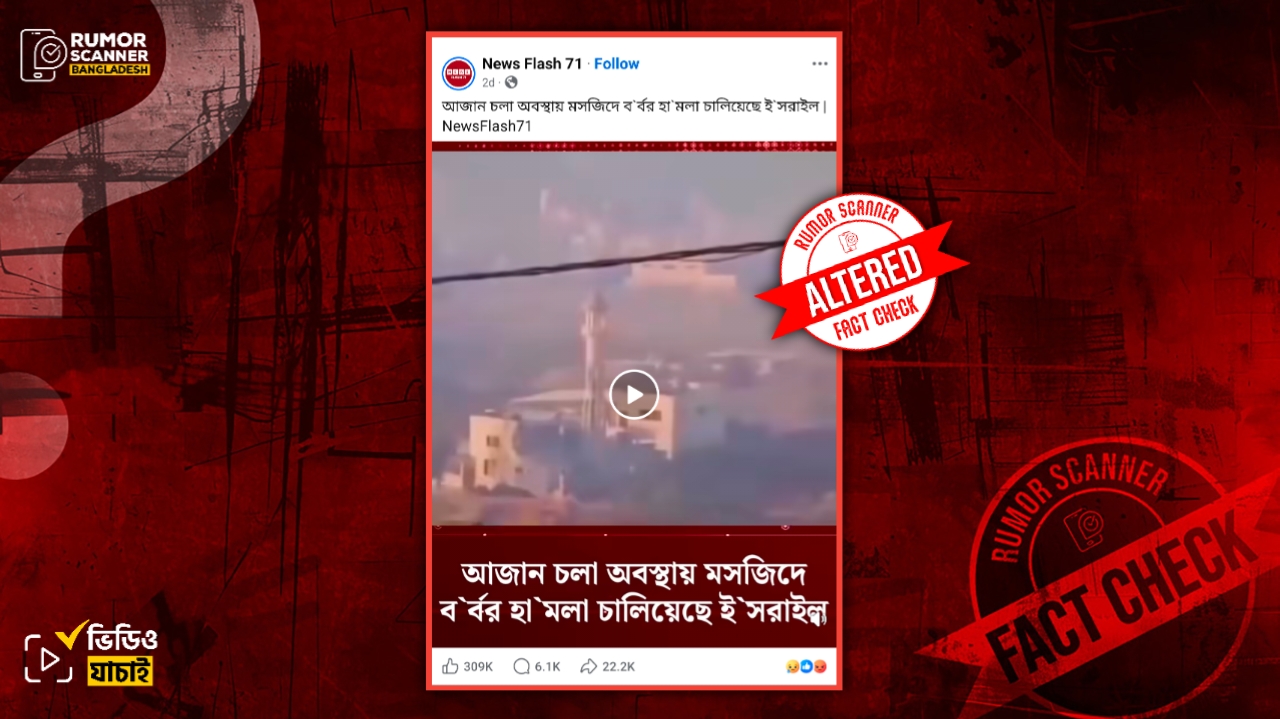 RUMOR
SCANNER
BANGLADESH
News Flash 71 · Follow
2d ·
আজান চলা অবস্থায় মসজিদে ব`র্বর হা`মলা চালিয়েছে ই`সরাইল |
NewsFlash71
RUMOR SCANNER
ALTERED
FACT CHECK
আজান চলা অবস্থায় মসজিদে
ব`র্বর হা`মলা চালিয়েছে ই`সরাইল্ল
309K 6.1K 22.2K
ভিডিও
যাচাই
RUMOR SCANNER
FACT CHECK